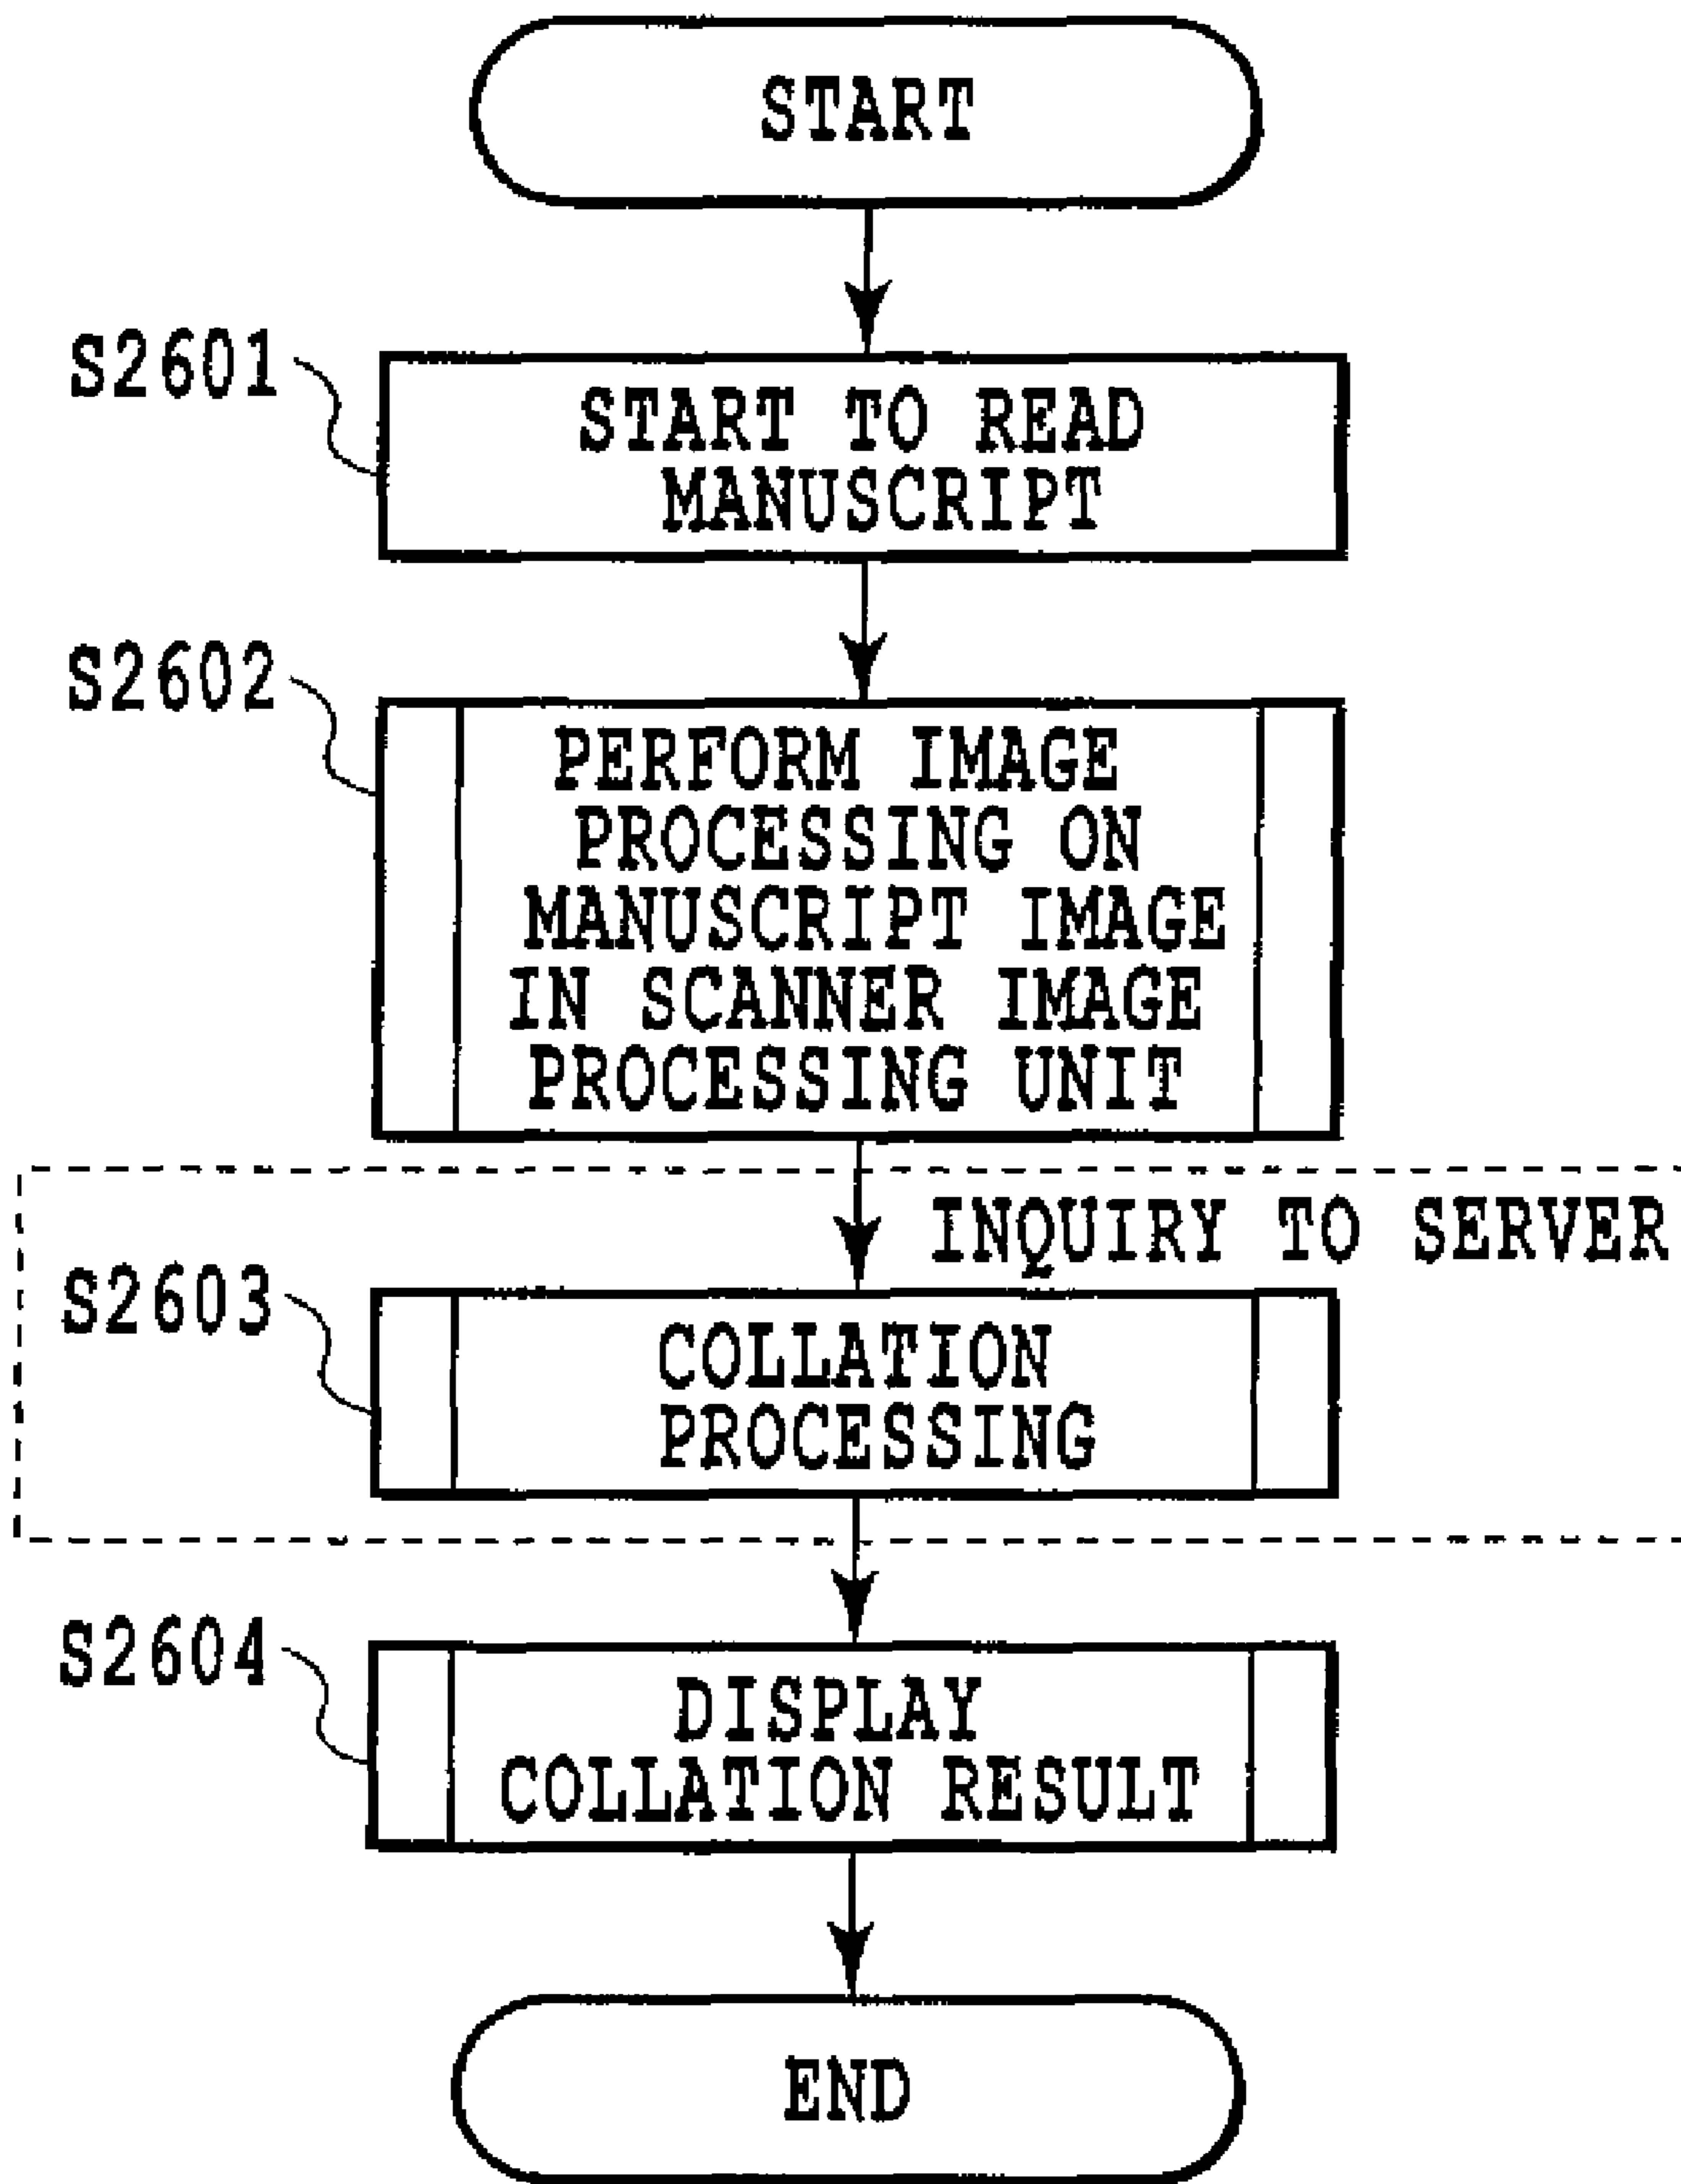 START
S2601
START TO READ
MANUSCRIPT
S2602
PERFORM IMAGE
PROCESSING ON
MANUSCRIPT IMAGE
IN SCANNER IMAGE
PROCESSING UNIT
INQUIRY TO SERVER
S2603
COLLATION
PROCESSING
S2604
DISPLAY
COLLATION RESULT
END